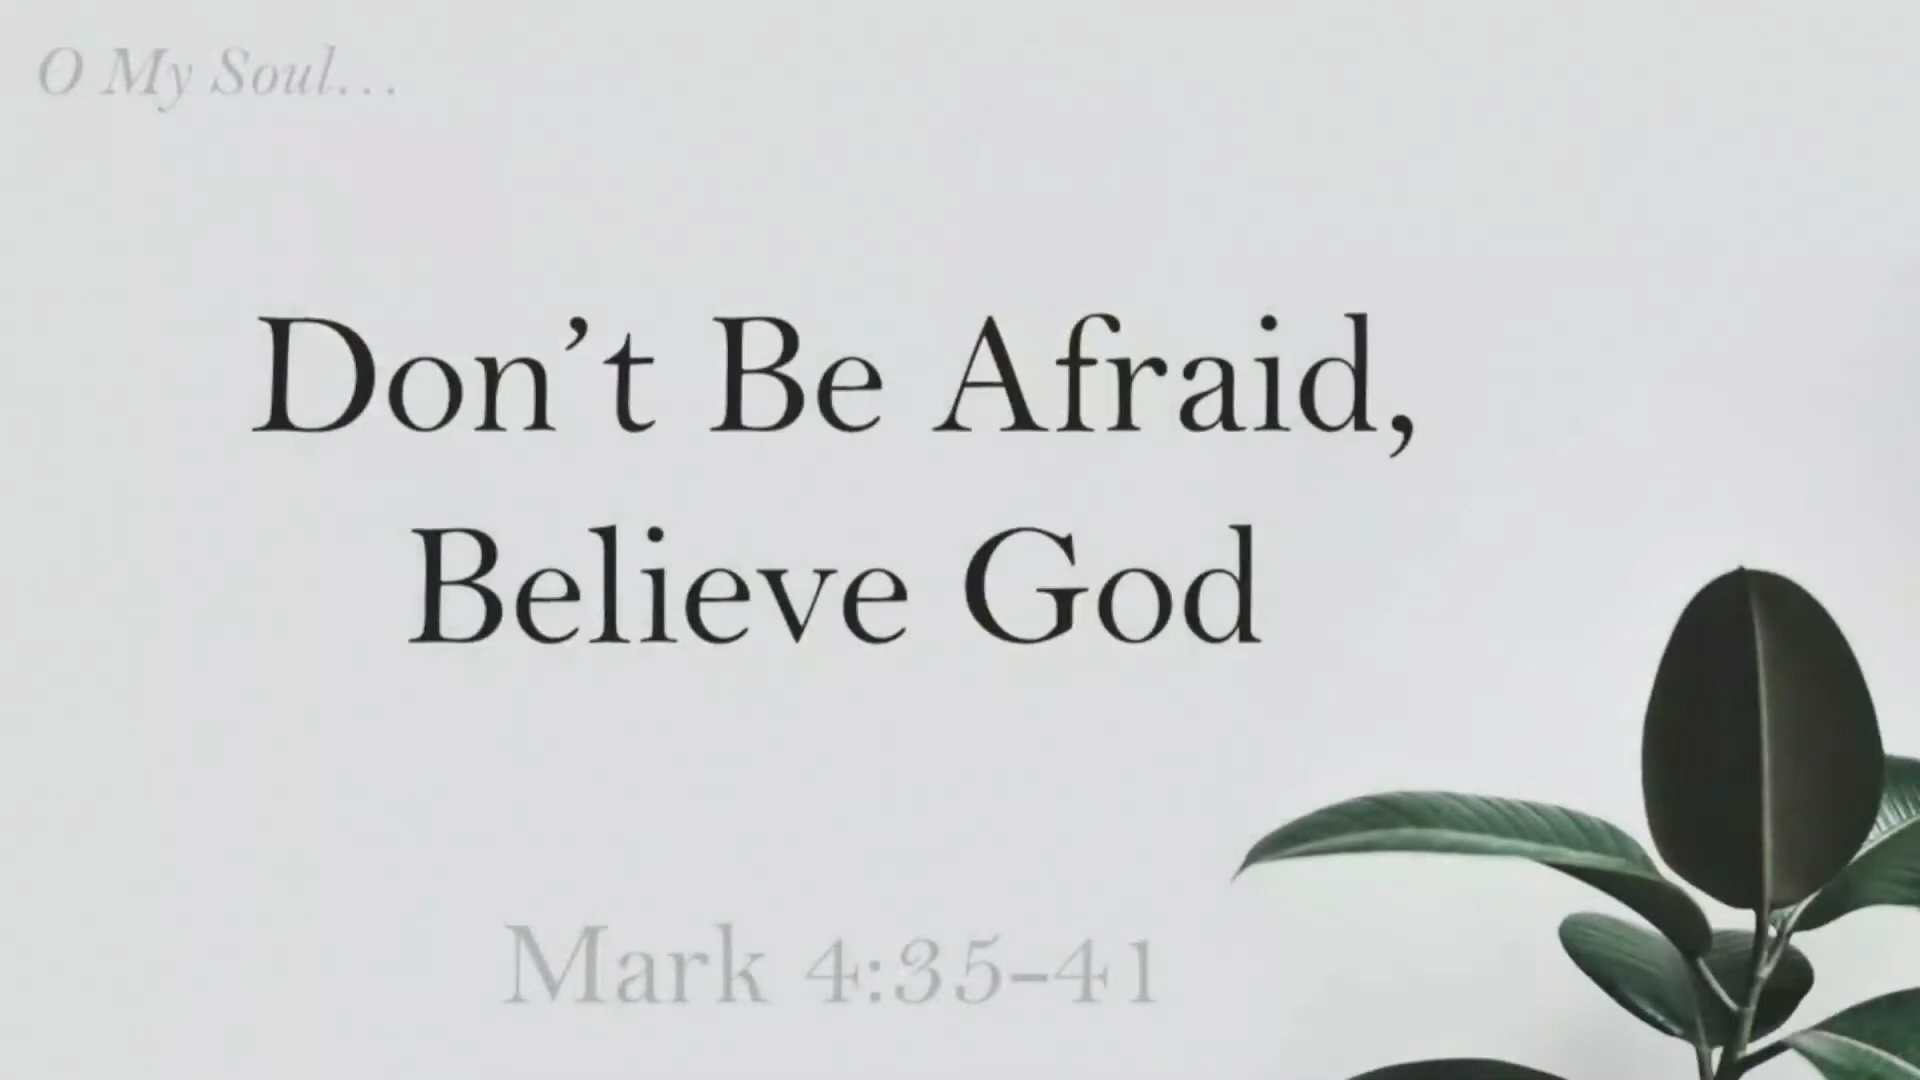 O My Soul...
Don’t Be Afraid,
Believe God
Mark 4:35–41